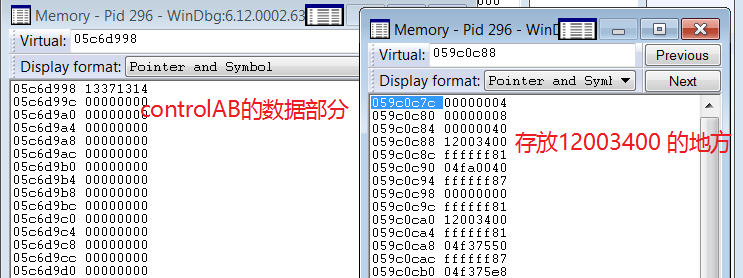 Memory - Pid 296 - WinDbg:6.12.0002.63
Virtual: 05c6d998
Display format: Pointer and Symbol
05c6d998 13371314
05c6d99c 00000000
05c6d9a0 00000000
05c6d9a4 00000000
05c6d9a8 00000000
05c6d9ac 00000000
05c6d9b0 00000000
05c6d9b4 00000000
05c6d9b8 00000000
05c6d9bc 00000000
05c6d9c0 00000000
05c6d9c4 00000000
05c6d9c8 00000000
05c6d9cc 00000000
05c6d9d0 00000000
controlAB的数据部分
Memory - Pid 296 - WinD
Virtual: 059c0c88
Previous
Display format: Pointer and Syml
Next
059c0c7c 00000004
059c0c80 00000008
059c0c84 00000040
059c0c88 12003400
059c0c8c ffffff81
059c0c90 04fa0040
059c0c94 ffffff87
059c0c98 00000000
059c0c9c ffffff81
059c0ca0 12003400
059c0ca4 ffffff81
059c0ca8 04f37550
059c0cac ffffff87
059c0cb0 04f375e8
存放12003400 的地方